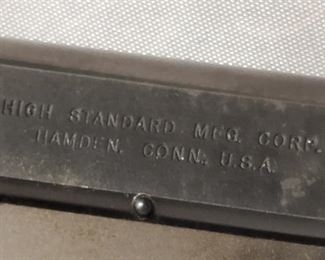 HIGH STANDARD MFG. CORP.
HAMDEN, CONN. U.S.A.